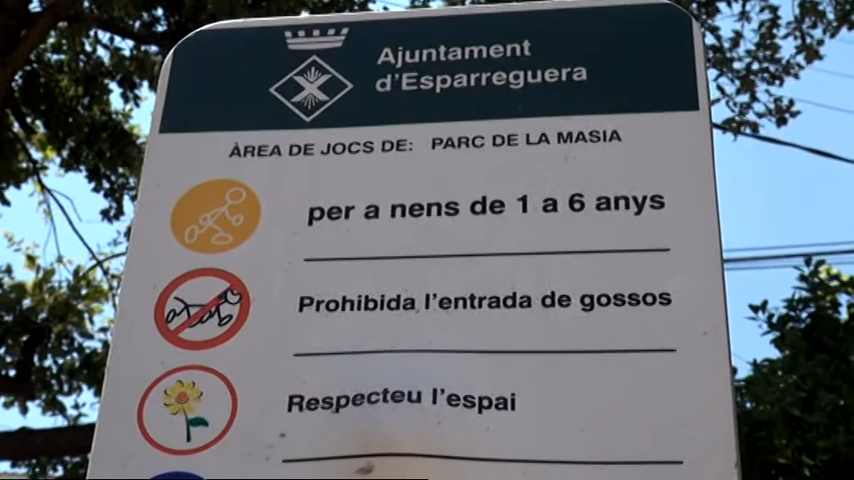 Ajuntament
d'Esparreguera
ÀREA DE JOCS DE: PARC DE LA MASIA
per a nens de 1 a 6 anys
Prohibida l'entrada de gossos
Respecteu l'espai